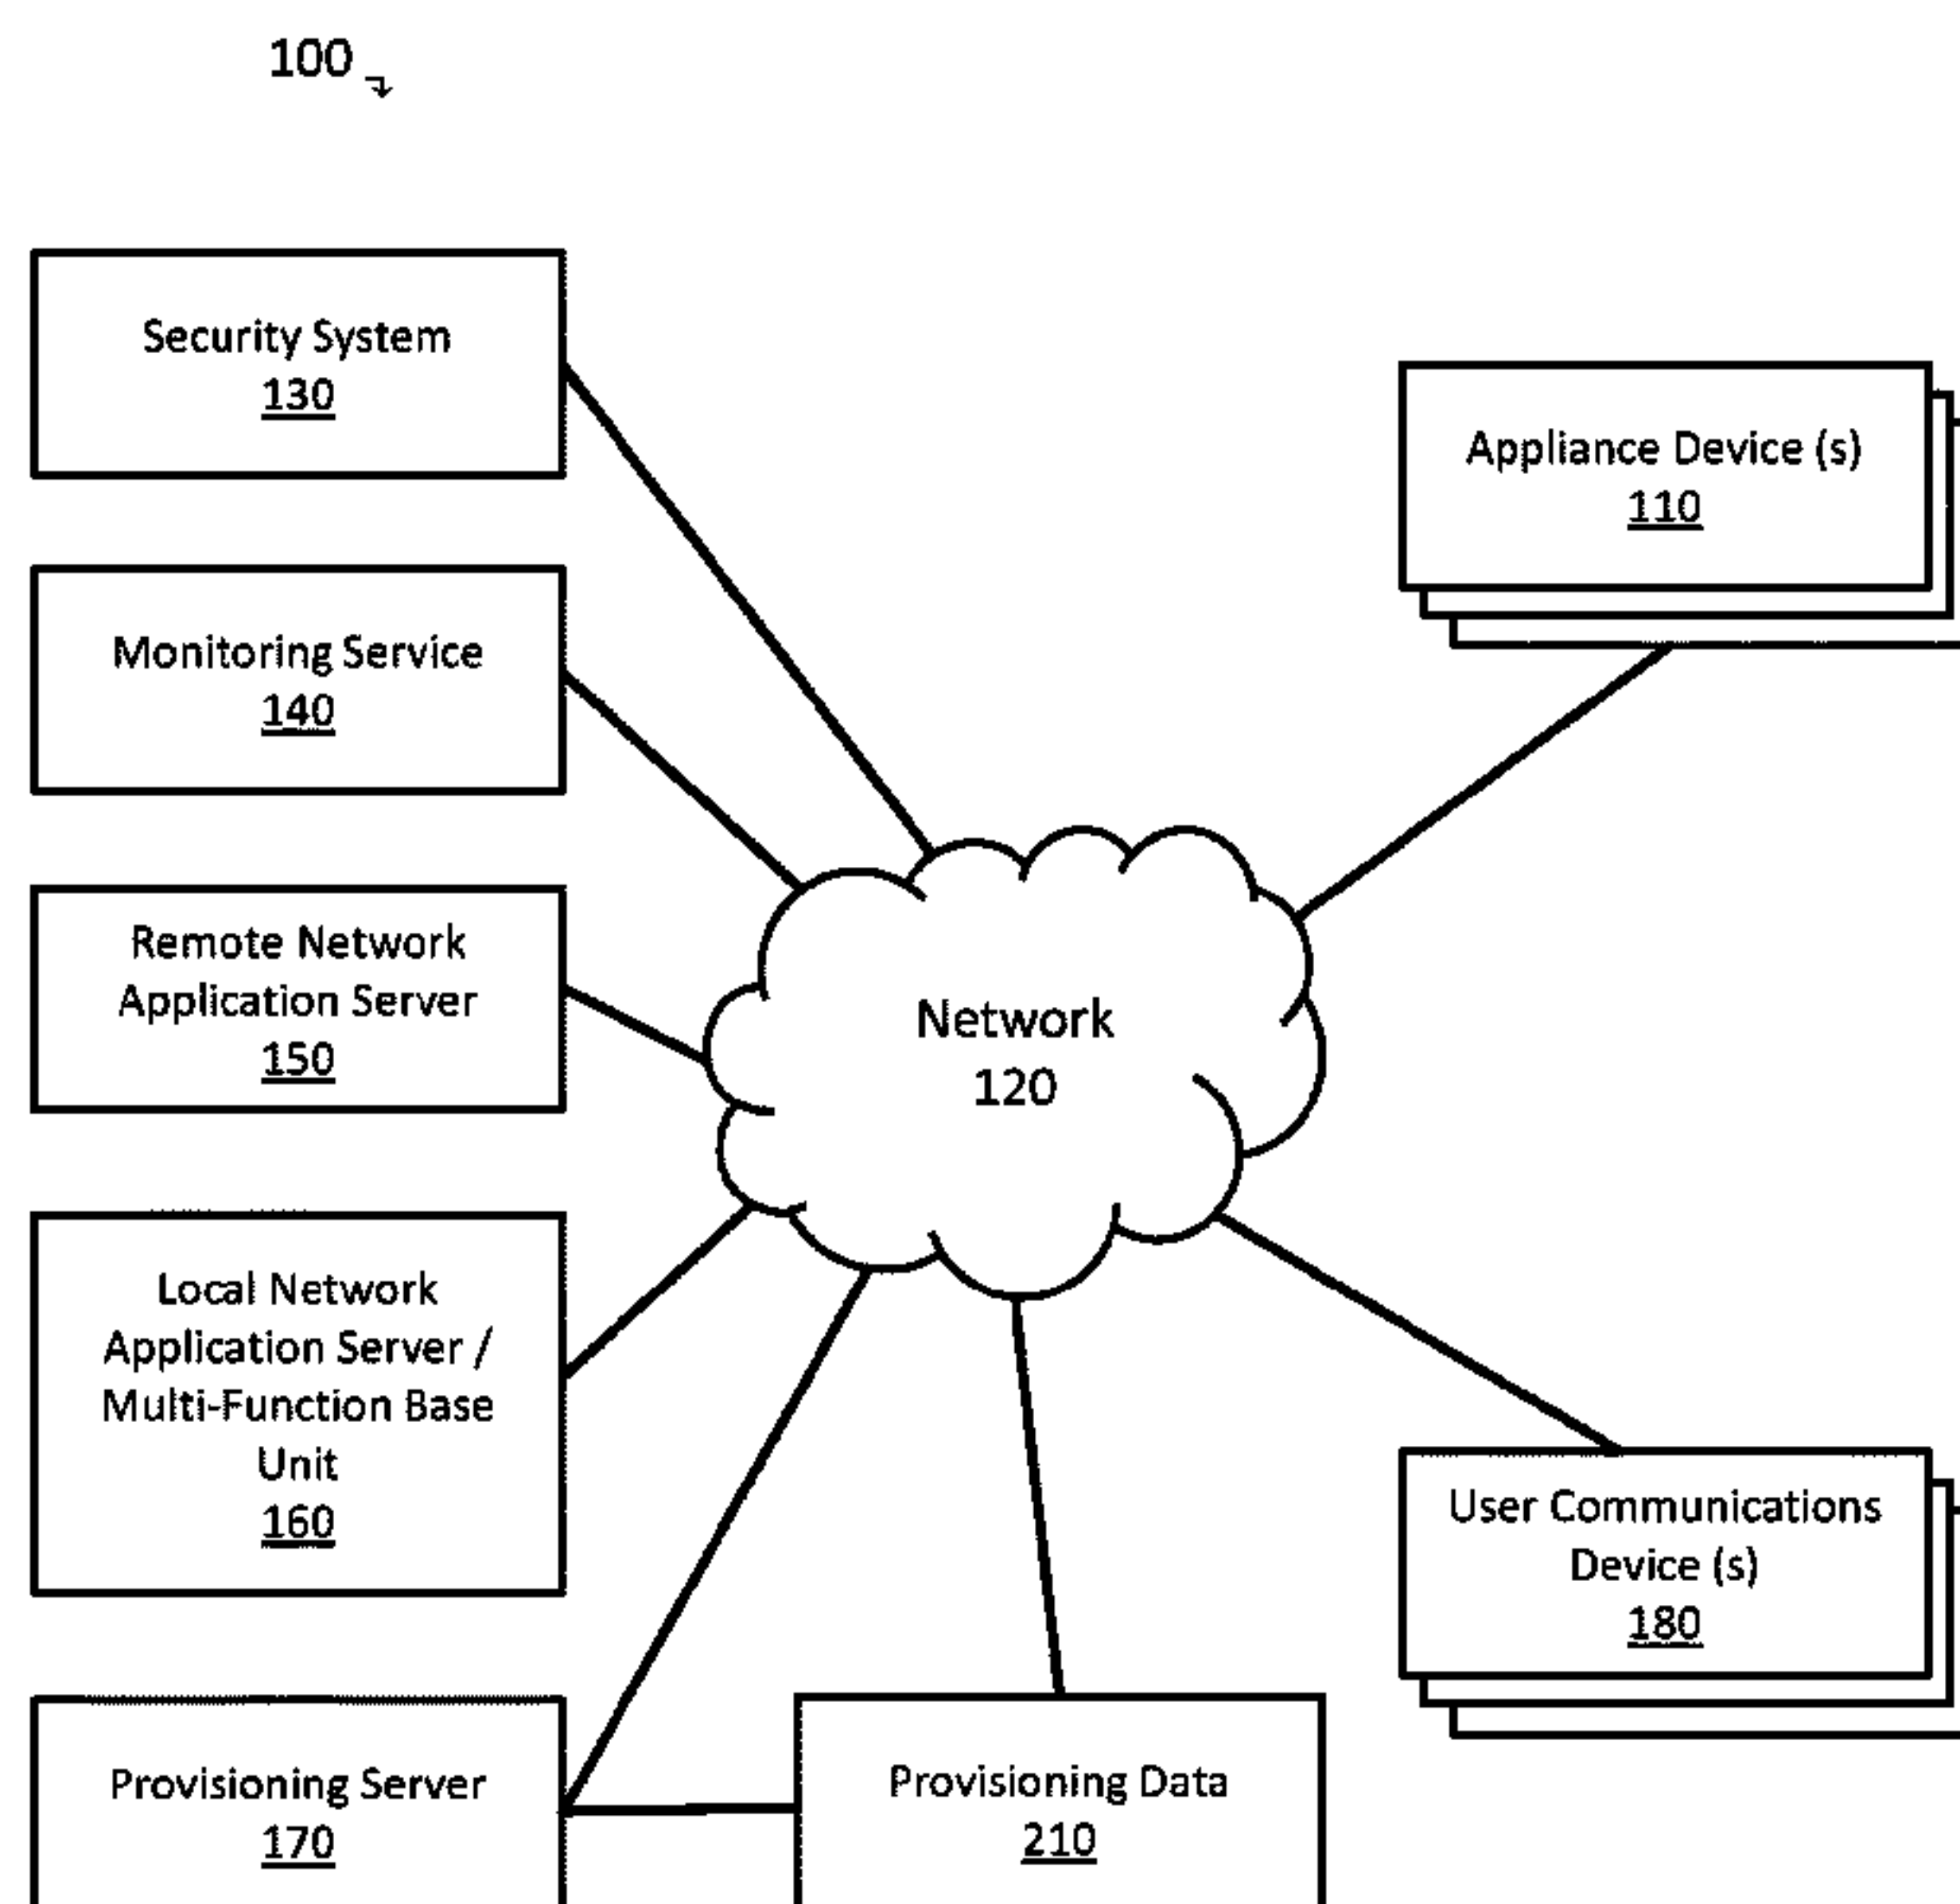 100
Security System
130
Appliance Device (s)
110
Monitoring Service
140
Remote Network
Application Server
150
Network
120
Local Network
Application Server /
Multi-Function Base
Unit
160
User Communications
Device (s)
180
Provisioning Server
170
Provisioning Data
210